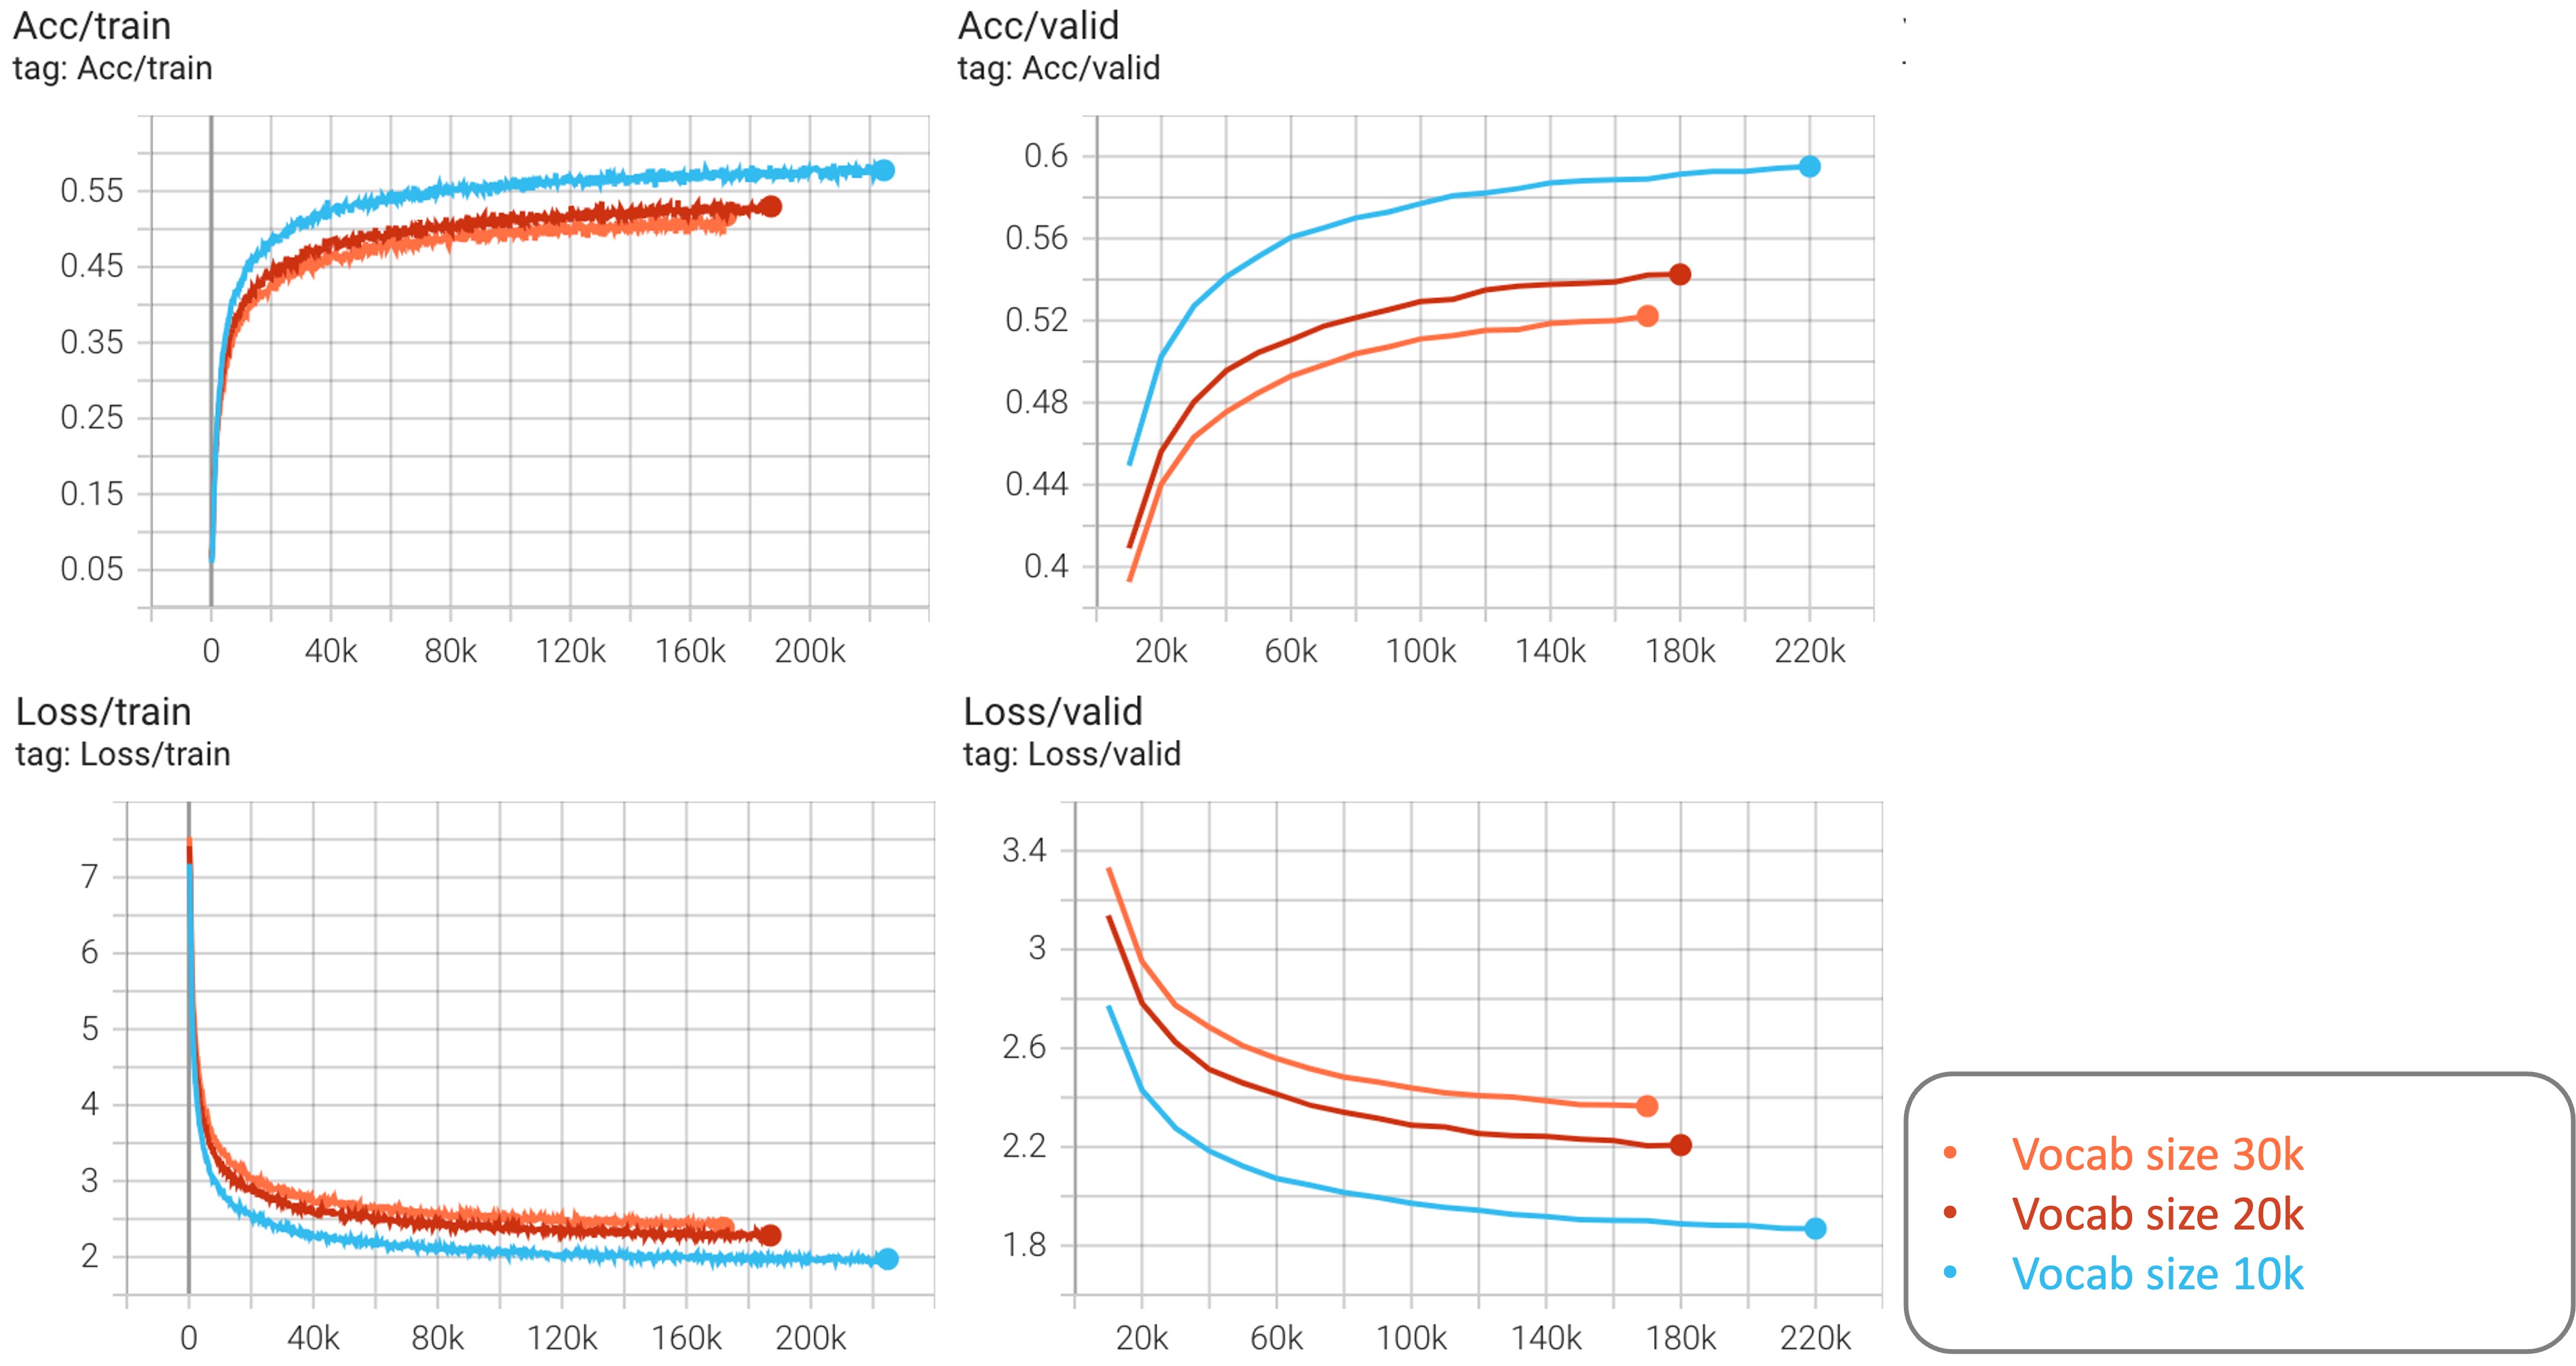 Acc/train
tag: Acc/train
0.55
0.45
0.35
0.25
0.15
0.05
0 40k 80k 120k 160k 200k
Acc/valid
tag: Acc/valid
0.6
0.56
0.52
0.48
0.44
0.4
20k 60k 100k 140k 180k 220k
Loss/train
tag: Loss/train
7
6
5
4
3
2
0 40k 80k 120k 160k 200k
Loss/valid
tag: Loss/valid
3.4
3
2.6
2.2
1.8
20k 60k 100k 140k 180k 220k
• Vocab size 30k
• Vocab size 20k
• Vocab size 10k